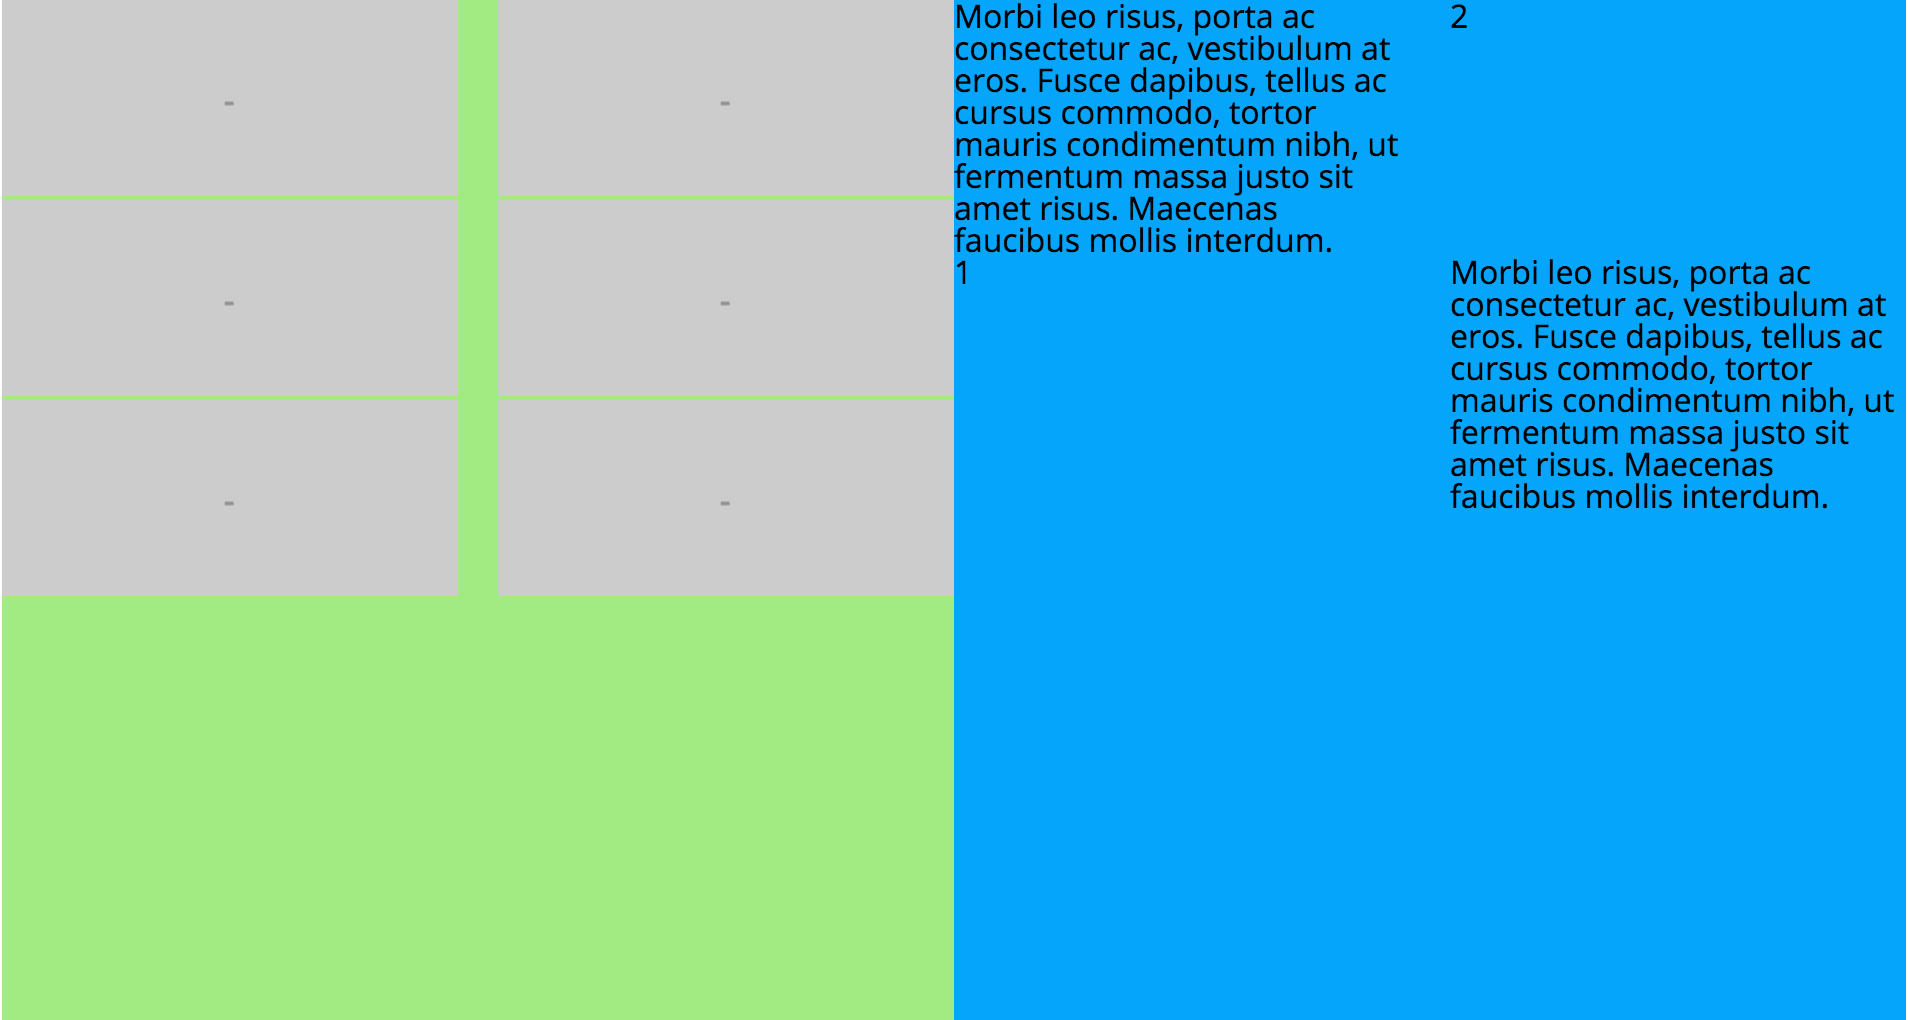 -
-
-
-
-
-
Morbi leo risus, porta ac
consectetur ac, vestibulum at
eros. Fusce dapibus, tellus ac
cursus commodo, tortor
mauris condimentum nibh, ut
fermentum massa justo sit
amet risus. Maecenas
faucibus mollis interdum.
2
1
Morbi leo risus, porta ac
consectetur ac, vestibulum at
eros. Fusce dapibus, tellus ac
cursus commodo, tortor
mauris condimentum nibh, ut
fermentum massa justo sit
amet risus. Maecenas
faucibus mollis interdum.